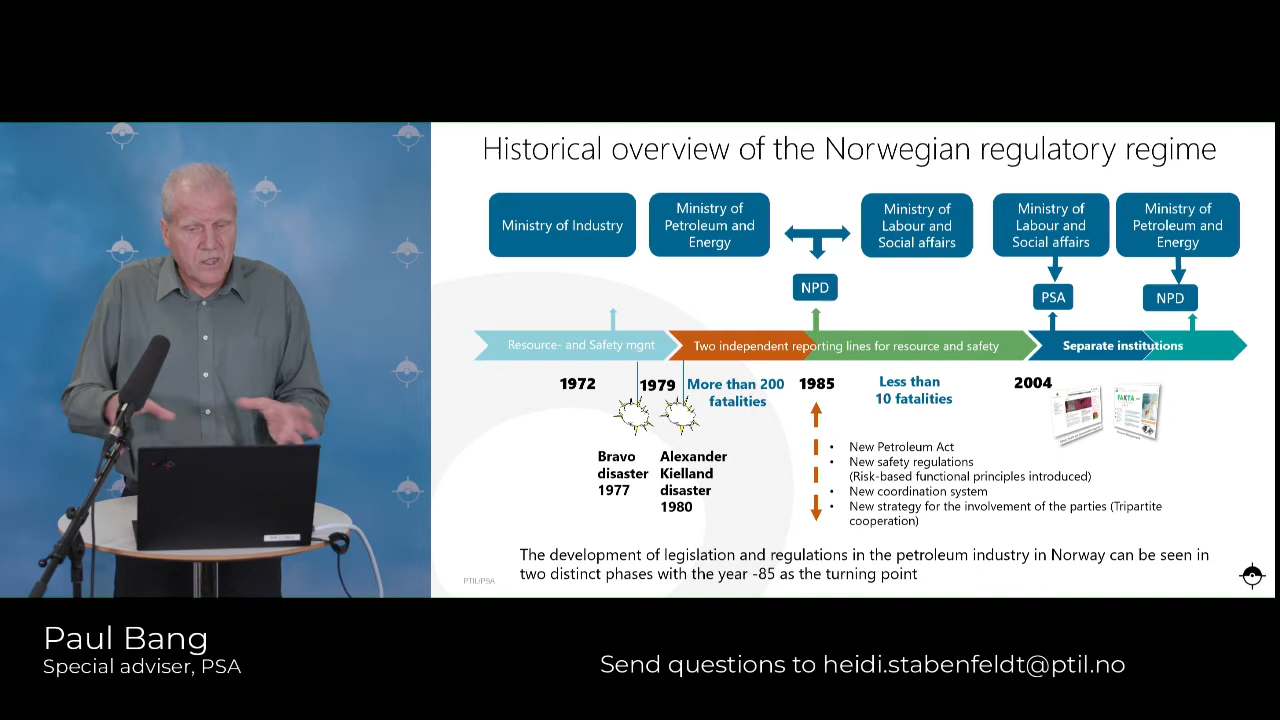 Historical overview of the Norwegian regulatory regime
Ministry of Industry
Ministry of
Petroleum and
Energy
Ministry of
Labour and
Social affairs
Ministry of
Labour and
Social affairs
Ministry of
Petroleum and
Energy
NPD
PSA
NPD
Resource- and Safety mgnt
Two independent reporting lines for resource and safety
Separate institutions
1972
1979
More than 200
fatalities
1985
Less than
10 fatalities
2004
FAKTA
Bravo
disaster
1977
Alexander
Kielland
disaster
1980
• New Petroleum Act
• New safety regulations
(Risk-based functional principles introduced)
• New coordination system
• New strategy for the involvement of the parties (Tripartite
cooperation)
The development of legislation and regulations in the petroleum industry in Norway can be seen in
two distinct phases with the year -85 as the turning point
PTIL/PSA
Paul Bang
Special adviser, PSA
Send questions to heidi.stabenfeldt@ptil.no